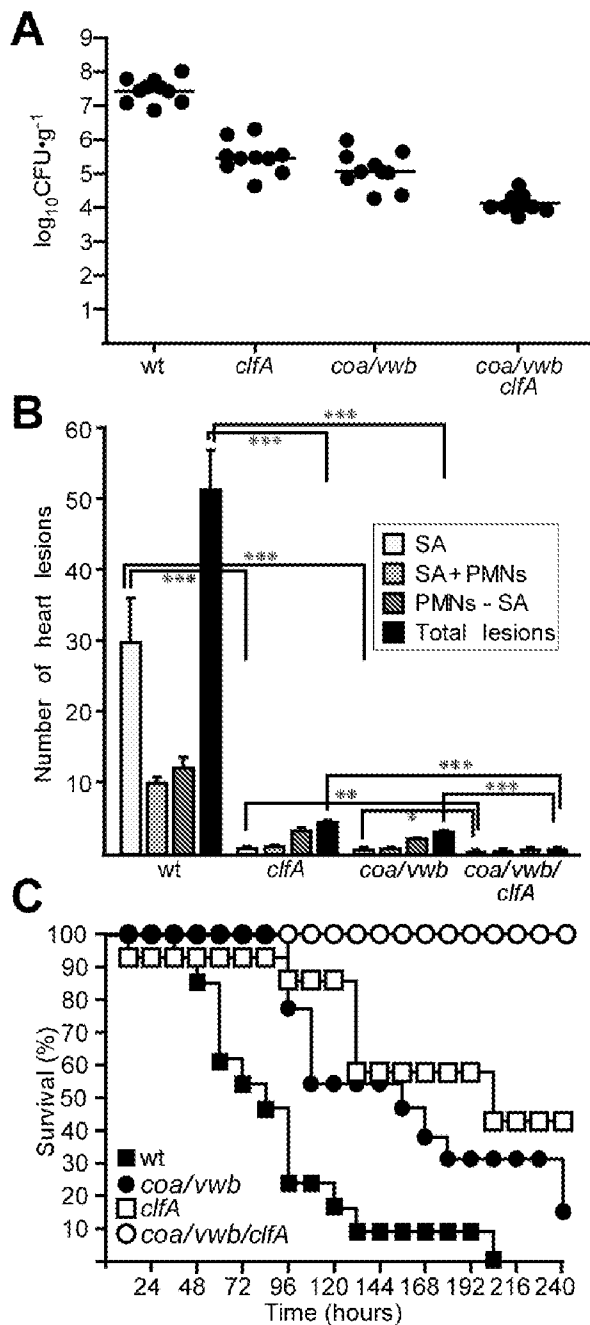 A
9
8
7
6
5
4
3
2
1
log10CFU•g-1
wt
clfA
coa/vwb
coa/vwb
clfA
B
60
50
40
30
20
10
Number of heart lesions
***
***
***
***
***
**
***
*
SA
SA+PMNs
PMNs - SA
Total lesions
wt
clfA
coa/vwb
coa/vwb/
clfA
C
100
90
80
70
60
50
40
30
20
10
Survival (%)
wt
coa/vwb
clfA
coa/vwb/clfA
24 48 72 96 120 144 168 192 216 240
Time (hours)